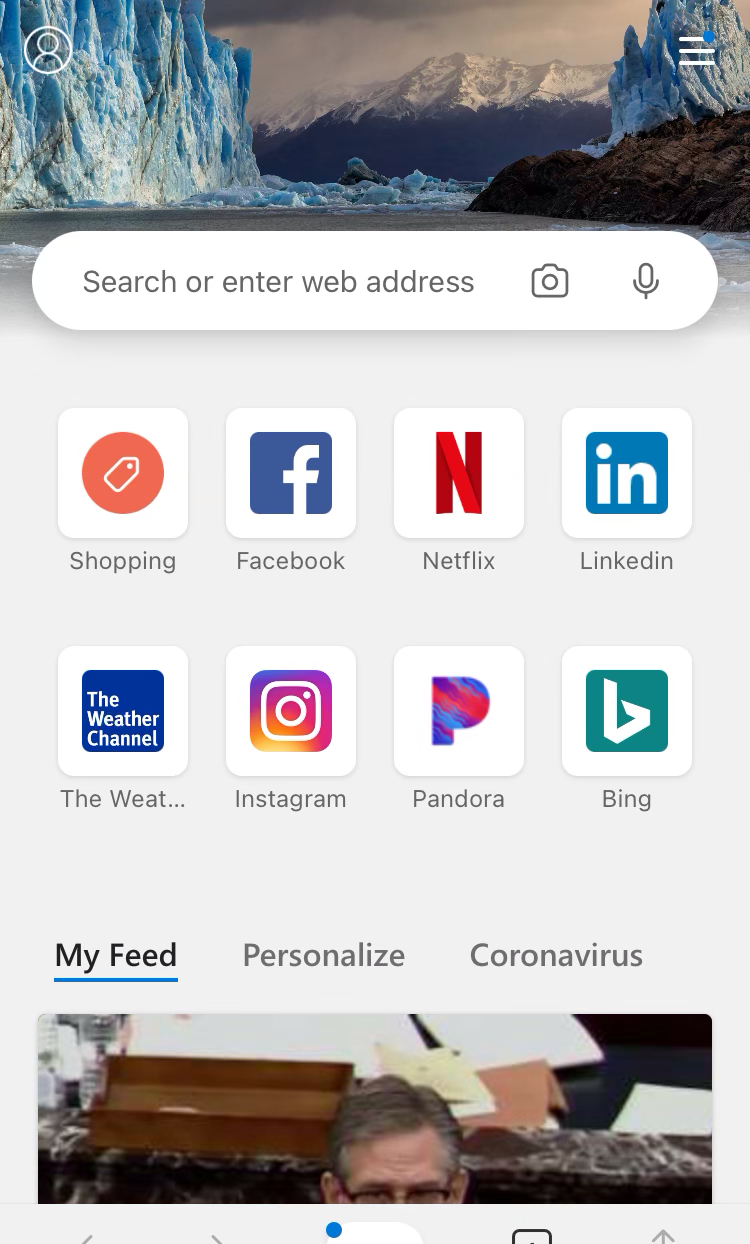 Search or enter web address
Shopping
Facebook
Netflix
Linkedin
The
Weather
Channel
The Weat...
Instagram
Pandora
Bing
My Feed
Personalize
Coronavirus